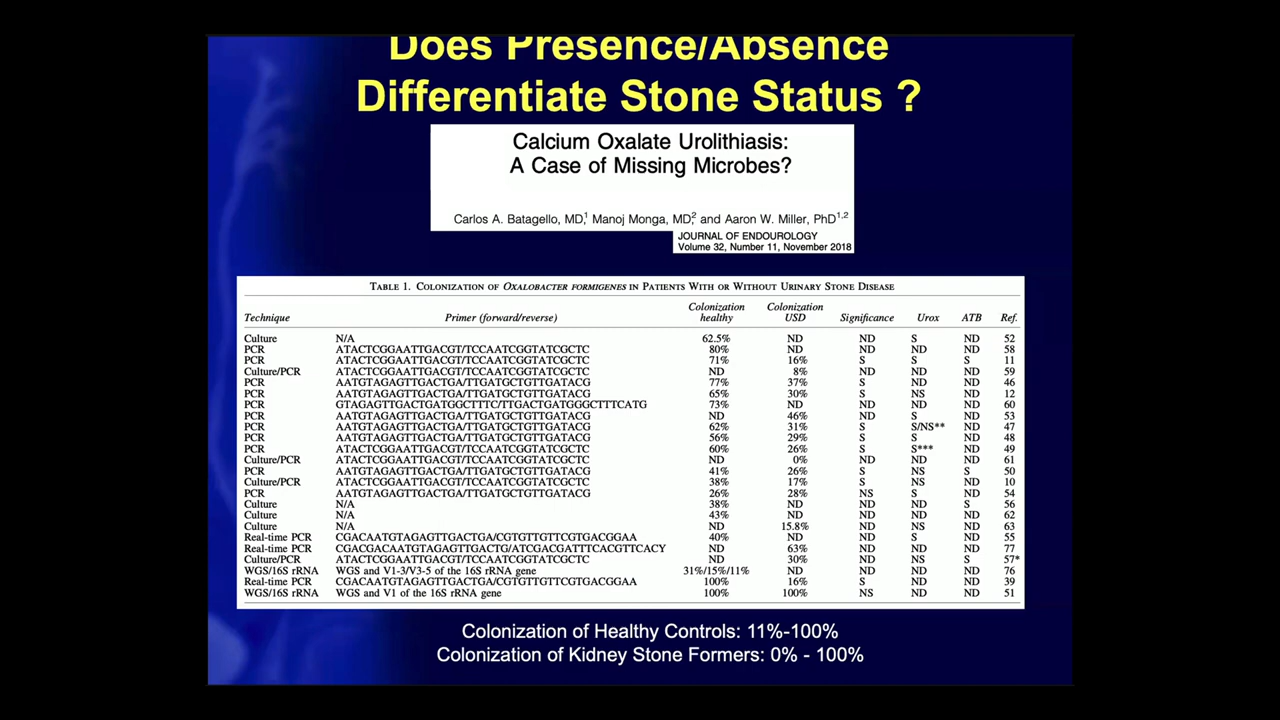 Does Presence/Absence
Differentiate Stone Status ?
Calcium Oxalate Urolithiasis:
A Case of Missing Microbes?
Carlos A. Batagello, MD,1 Manoj Monga, MD,2 and Aaron W. Miller, PhD1,2
JOURNAL OF ENDOUROLOGY
Volume 32, Number 11, November 2018
Table 1. Colonization of Oxalobacter formigenes in Patients With or Without Urinary Stone Disease
Technique Primer (forward/reverse) Colonization healthy Colonization USD Significance Urox ATB Ref.
Culture N/A 62.5% ND ND S ND 52
PCR ATACTCGGAATTGACGT/TCCAATCGGTATCGCTC 80% ND ND ND ND 58
PCR ATACTCGGAATTGACGT/TCCAATCGGTATCGCTC 71% 16% S S S 11
Culture/PCR ATACTCGGAATTGACGT/TCCAATCGGTATCGCTC ND 8% ND ND ND 59
PCR AATGTAGAGTTGACTGA/TTGATGCTGTTGATACG 77% 37% S ND ND 46
PCR AATGTAGAGTTGACTGA/TTGATGCTGTTGATACG 65% 30% S NS ND 12
PCR GTAGAGTTGACTGATGGCTTTC/TTGACTGATGGGCTTTCATG 73% ND ND ND ND 60
PCR AATGTAGAGTTGACTGA/TTGATGCTGTTGATACG ND 46% ND S ND 53
PCR AATGTAGAGTTGACTGA/TTGATGCTGTTGATACG 62% 31% S S/NS** ND 47
PCR AATGTAGAGTTGACTGA/TTGATGCTGTTGATACG 56% 29% S S ND 48
PCR ATACTCGGAATTGACGT/TCCAATCGGTATCGCTC 60% 26% S S*** ND 49
Culture/PCR ATACTCGGAATTGACGT/TCCAATCGGTATCGCTC ND 0% ND ND ND 61
PCR AATGTAGAGTTGACTGA/TTGATGCTGTTGATACG 41% 26% S NS S 50
Culture/PCR ATACTCGGAATTGACGT/TCCAATCGGTATCGCTC 38% 17% S NS ND 10
PCR AATGTAGAGTTGACTGA/TTGATGCTGTTGATACG 26% 28% NS S ND 54
Culture N/A 38% ND ND ND S 56
Culture N/A 43% ND ND ND ND 62
Culture N/A ND 15.8% ND NS ND 63
Real-time PCR CGACAATGTAGAGTTGACTGA/CGTGTTGTTCGTGACGGAA 40% ND ND S ND 55
Real-time PCR CGACGACAATGTAGAGTTGACTG/ATCGACGATTTCACGTTCACY ND 63% ND ND ND 77
Culture/PCR ATACTCGGAATTGACGT/TCCAATCGGTATCGCTC ND 30% ND NS S 57*
WGS/16S rRNA WGS and V1-3/V3-5 of the 16S rRNA gene 31%/15%/11% ND ND ND ND 76
Real-time PCR CGACAATGTAGAGTTGACTGA/CGTGTTGTTCGTGACGGAA 100% 16% S ND ND 39
WGS/16S rRNA WGS and V1 of the 16S rRNA gene 100% 100% NS ND ND 51
Colonization of Healthy Controls: 11%-100%
Colonization of Kidney Stone Formers: 0% - 100%